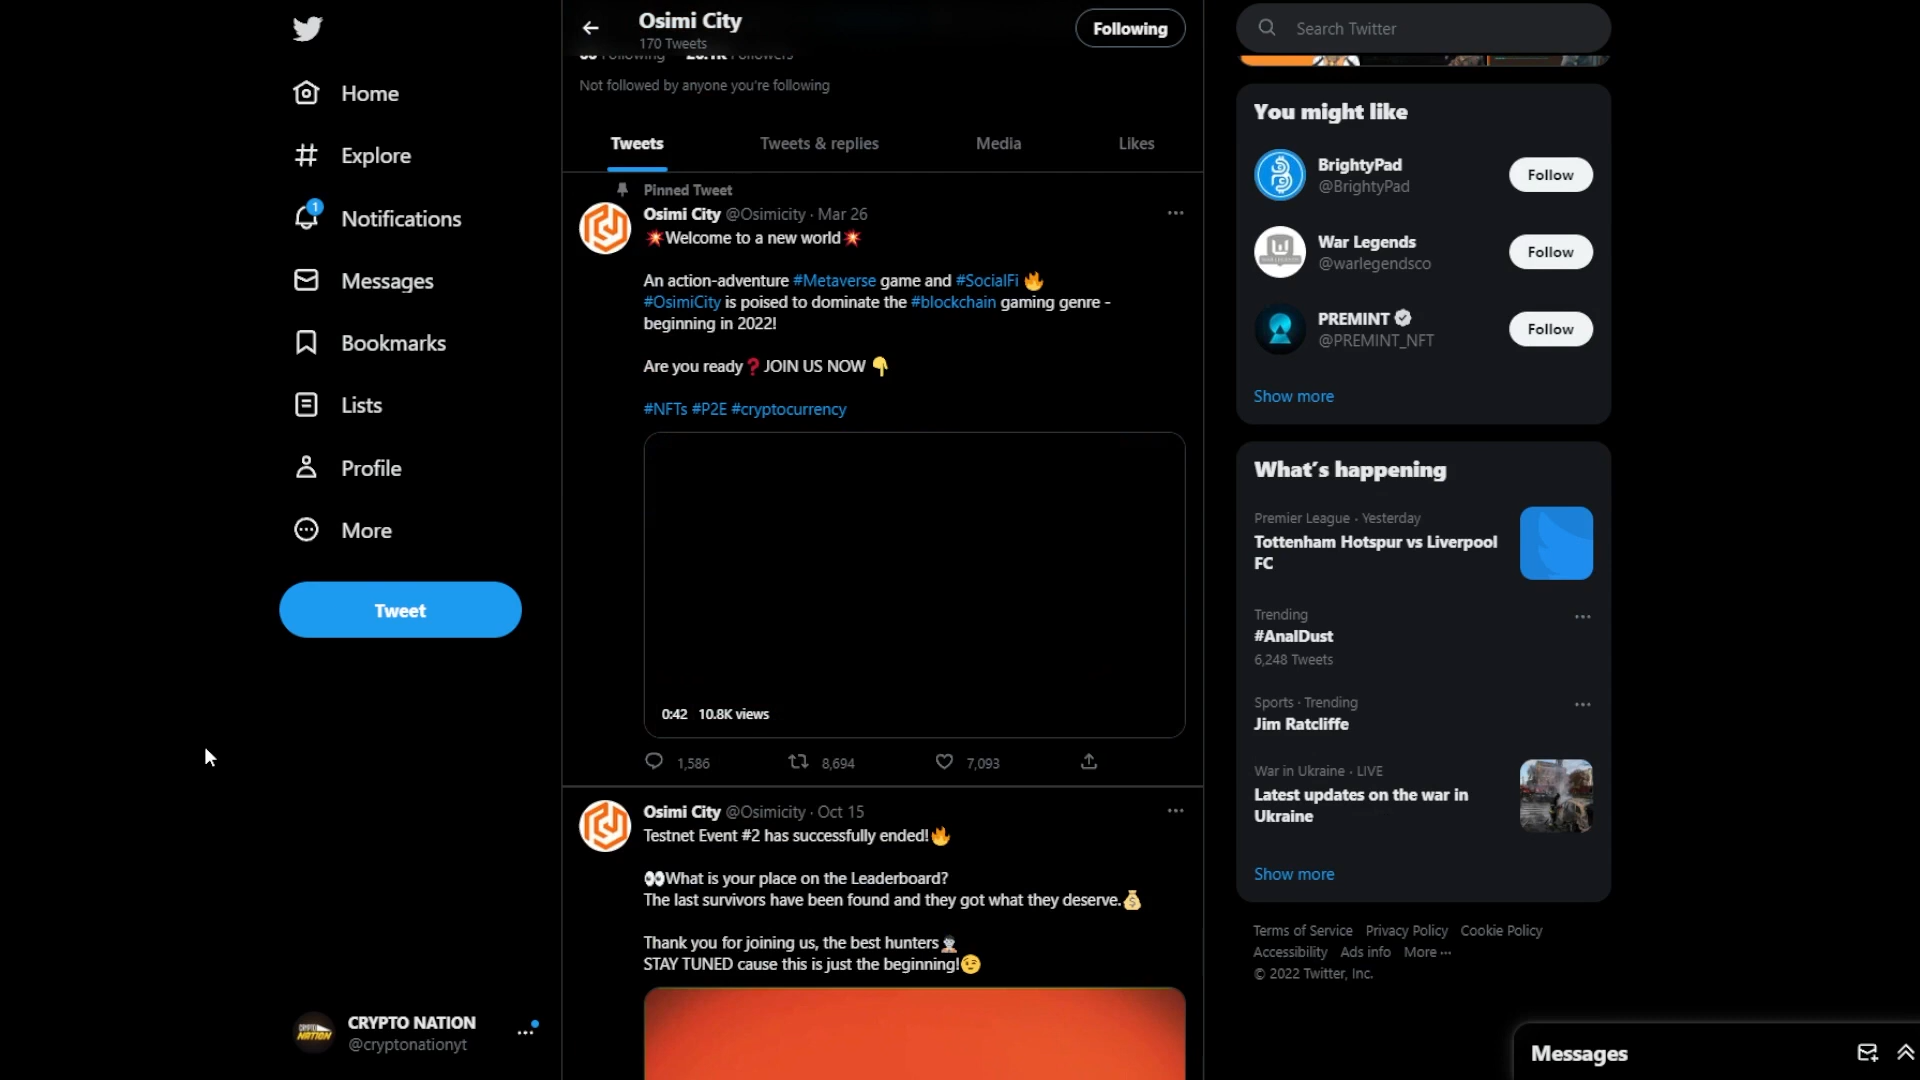 Home
Explore
1
Notifications
Messages
Bookmarks
Lists
Profile
More
Tweet
CRYPTO NATION
@cryptonationyt
Osimi City
170 Tweets
Following
Not followed by anyone you're following
Tweets
Tweets & replies
Media
Likes
Pinned Tweet
Osimi City @Osimicity · Mar 26
💥Welcome to a new world💥
An action-adventure #Metaverse game and #SocialFi 🔥
#OsimiCity is poised to dominate the #blockchain gaming genre -
beginning in 2022!
Are you ready❓JOIN US NOW 👇
#NFTs #P2E #cryptocurrency
0:42 10.8K views
1,586 8,694 7,093
Osimi City @Osimicity · Oct 15
Testnet Event #2 has successfully ended!🔥
👀What is your place on the Leaderboard?
The last survivors have been found and they got what they deserve.💰
Thank you for joining us, the best hunters
STAY TUNED cause this is just the beginning!😉
Search Twitter
You might like
BrightyPad
@BrightyPad
Follow
War Legends
@warlegendsco
Follow
PREMINT
@PREMINT_NFT
Follow
Show more
What's happening
Premier League · Yesterday
Tottenham Hotspur vs Liverpool
FC
Trending
#AnalDust
6,248 Tweets
Sports · Trending
Jim Ratcliffe
War in Ukraine · LIVE
Latest updates on the war in
Ukraine
Show more
Terms of Service Privacy Policy Cookie Policy
Accessibility Ads info More ···
© 2022 Twitter, Inc.
Messages